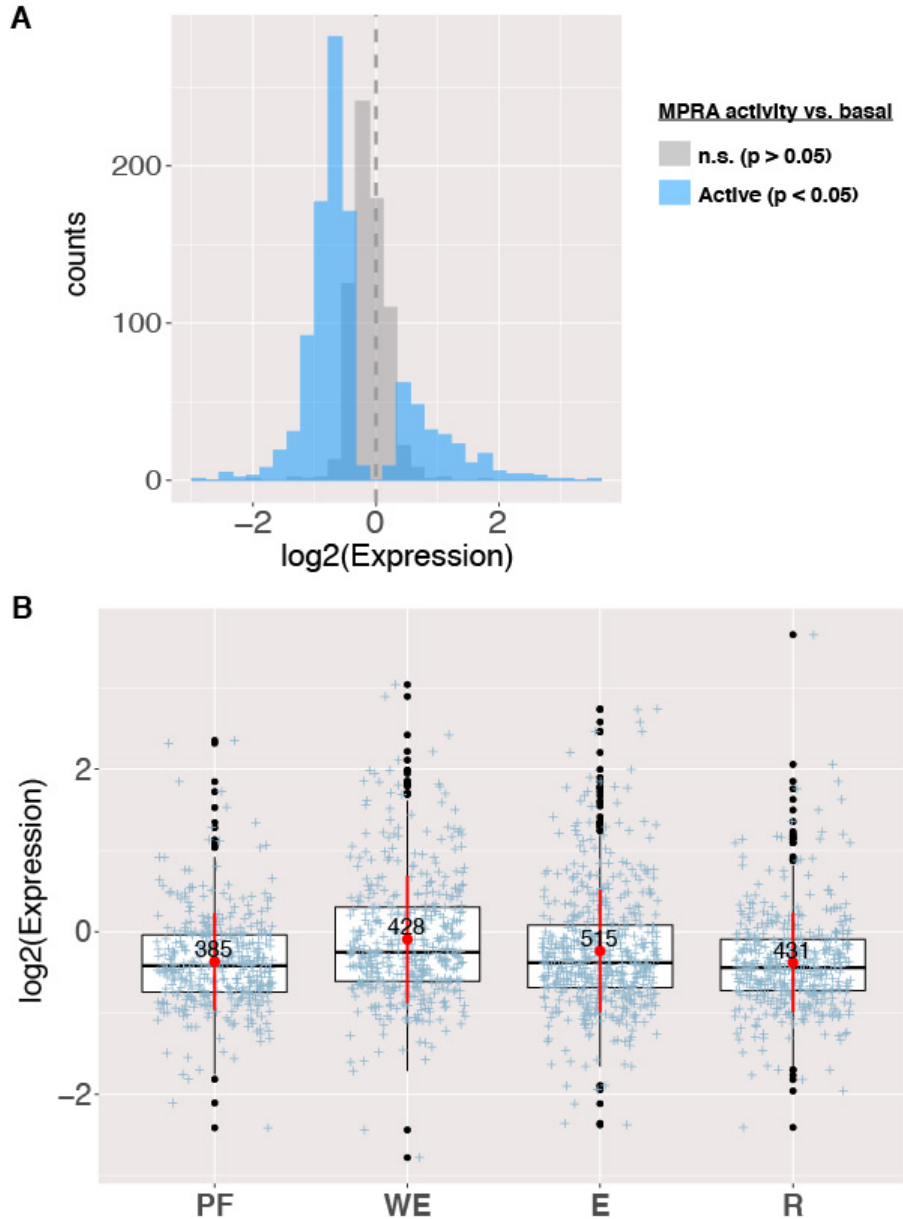 A
counts
200
100
0
−2
0
2
log2(Expression)
MPRA activity vs. basal
n.s. (p > 0.05)
Active (p < 0.05)
B
log2(Expression)
2
0
−2
385
428
515
431
PF
WE
E
R